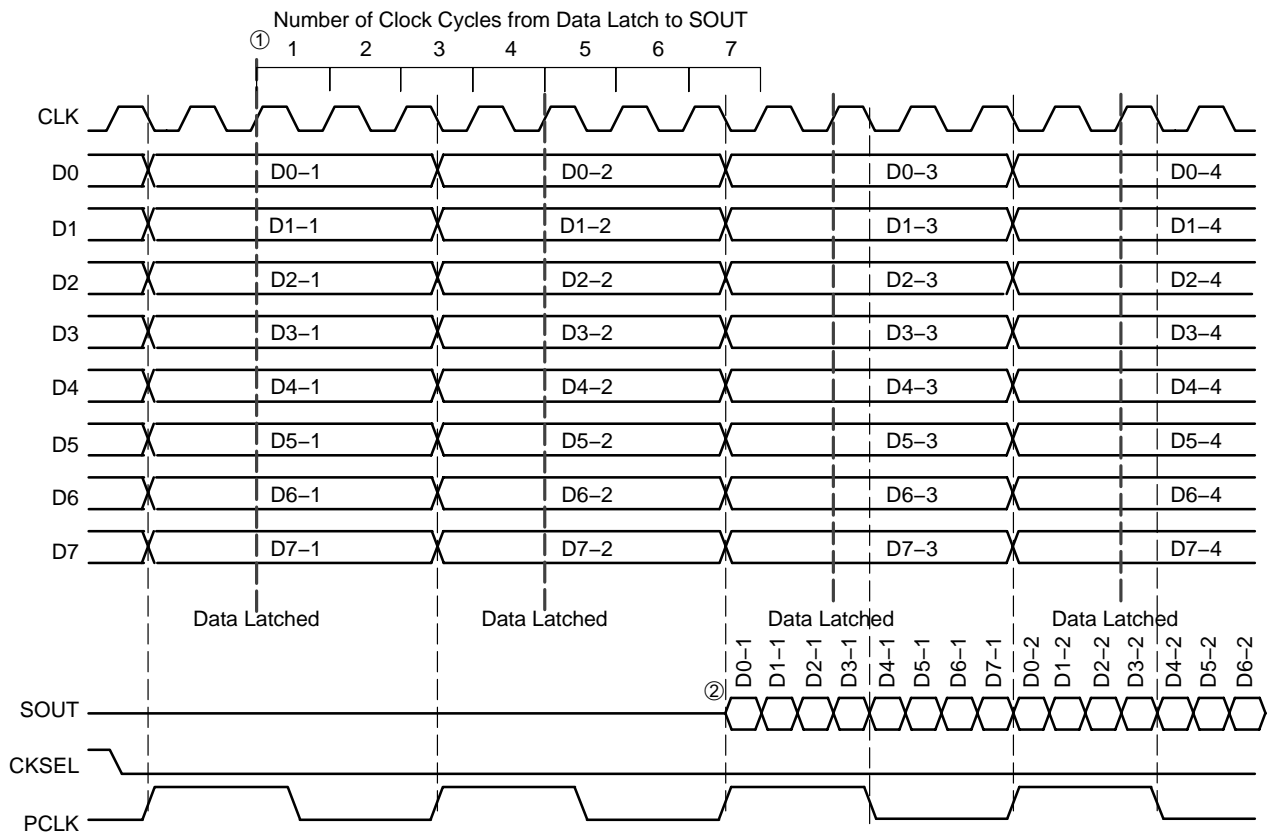 Number of Clock Cycles from Data Latch to SOUT
① 1 2 3 4 5 6 7
CLK
D0 D0−1 D0−2 D0−3 D0−4
D1 D1−1 D1−2 D1−3 D1−4
D2 D2−1 D2−2 D2−3 D2−4
D3 D3−1 D3−2 D3−3 D3−4
D4 D4−1 D4−2 D4−3 D4−4
D5 D5−1 D5−2 D5−3 D5−4
D6 D6−1 D6−2 D6−3 D6−4
D7 D7−1 D7−2 D7−3 D7−4
Data Latched Data Latched Data Latched Data Latched
D0−1 D1−1 D2−1 D3−1 D4−1 D5−1 D6−1 D7−1 D0−2 D1−2 D2−2 D3−2 D4−2 D5−2 D6−2
②
SOUT
CKSEL
PCLK